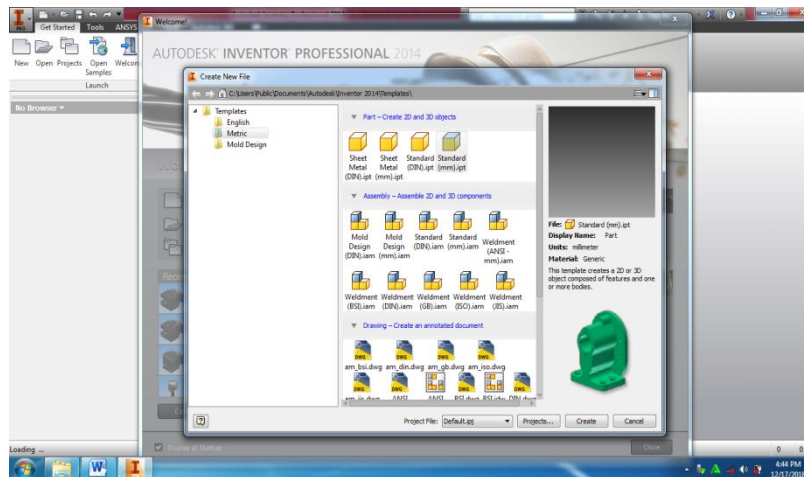 Get Started Tools ANSYS
New Open Projects Open Samples
Launch
No Browser
Welcome!
AUTODESK INVENTOR PROFESSIONAL 2014
Create New File
C:\Users\Public\Documents\Autodesk\Inventor 2014\Templates\
Templates
English
Metric
Mold Design
Part – Create 2D and 3D objects
Sheet Metal (DIN).ipt
Sheet Metal (mm).ipt
Standard (DIN).ipt
Standard (mm).ipt
Assembly – Assemble 2D and 3D components
Mold Design (DIN).iam
Mold Design (mm).iam
Standard (DIN).iam
Standard (mm).iam
Weldment (ANSI - mm).iam
Weldment (BSI).iam
Weldment (DIN).iam
Weldment (GB).iam
Weldment (ISO).iam
Weldment (JIS).iam
Drawing – Create an annotated document
am_bsi.dwg am_din.dwg am_gb.dwg am_iso.dwg
File: Standard (mm).ipt
Display Name: Part
Units: millimeter
Material: Generic
This template creates a 2D or 3D
object composed of features and one
or more bodies.
Project File: Default.ipj
Projects...
Create
Cancel
Display at Startup
Close
Loading ...
0 0
4:44 PM
12/17/2018